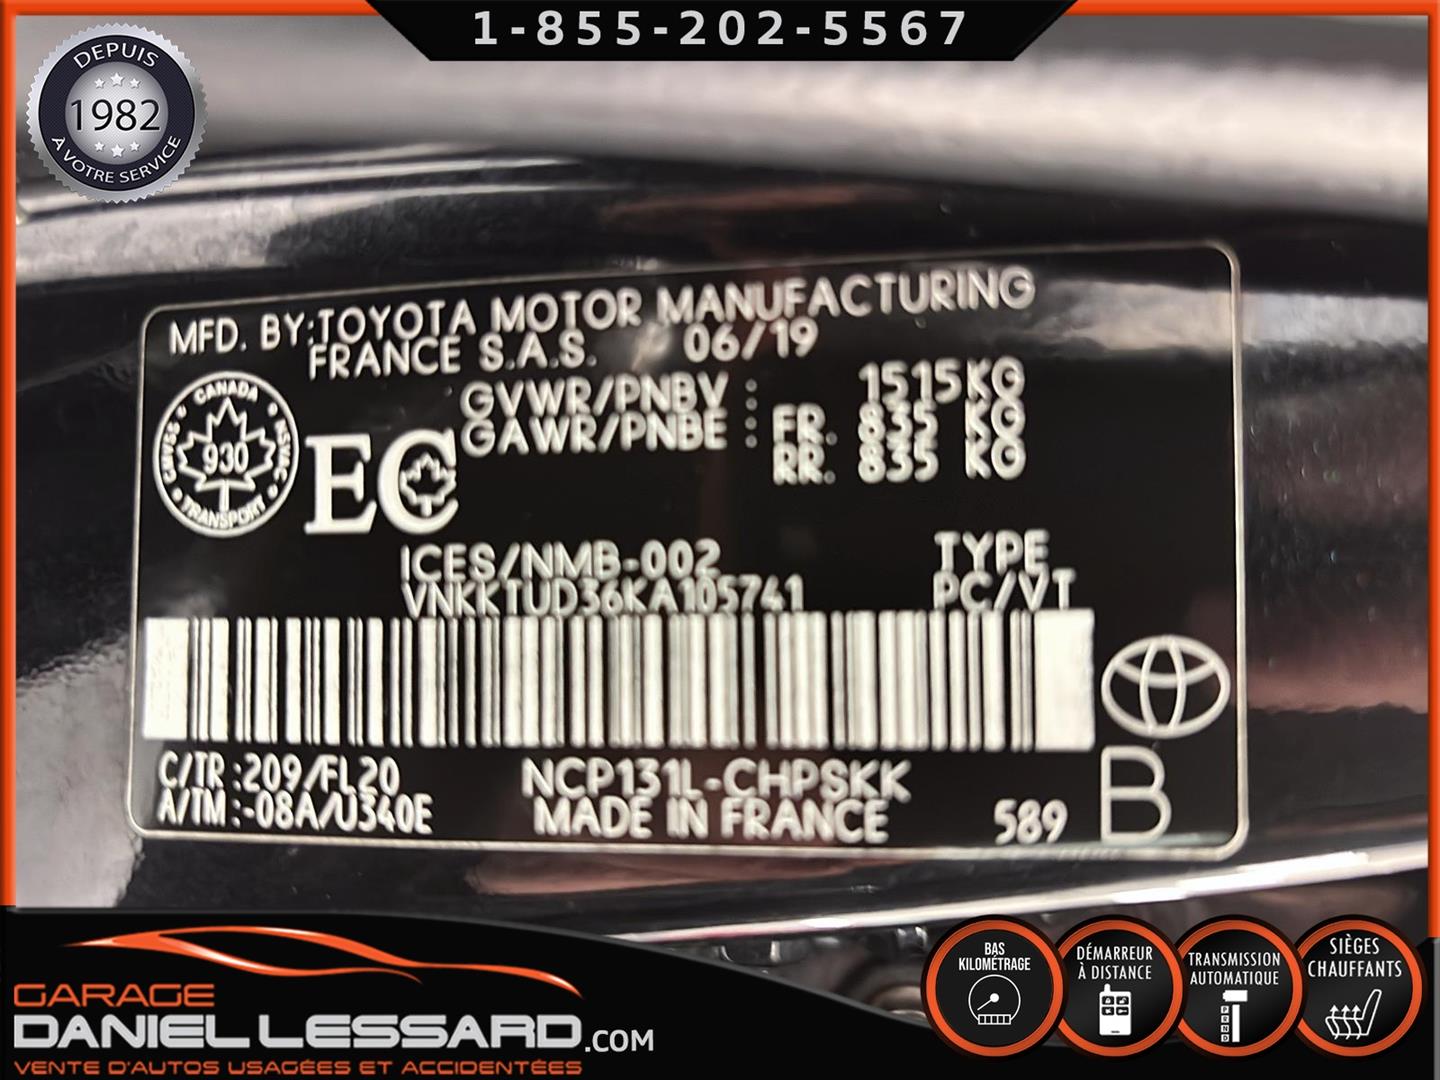 1-855-202-5567
DEPUIS
1982
À VOTRE SERVICE
MFD. BY:TOYOTA MOTOR MANUFACTURING
FRANCE S.A.S. 06/19
GVWR/PNBV : 1515KG
GAWR/PNBE : FR. 835 KG
RR. 835 KG
CANADA
CMVSS NSVAC
930
TRANSPORT
EC
ICES/NMB-002
TYPE
VNKKTUD36KA105741
PC/VT
C/TR :209/FL20
A/TM :-08A/U340E
NCP131L-CHPSKK
MADE IN FRANCE
589
B
GARAGE
DANIEL LESSARD.COM
VENTE D'AUTOS USAGÉES ET ACCIDENTÉES
BAS
KILOMÉTRAGE
DÉMARREUR
À DISTANCE
TRANSMISSION
AUTOMATIQUE
P
R
N
D
SIÈGES
CHAUFFANTS